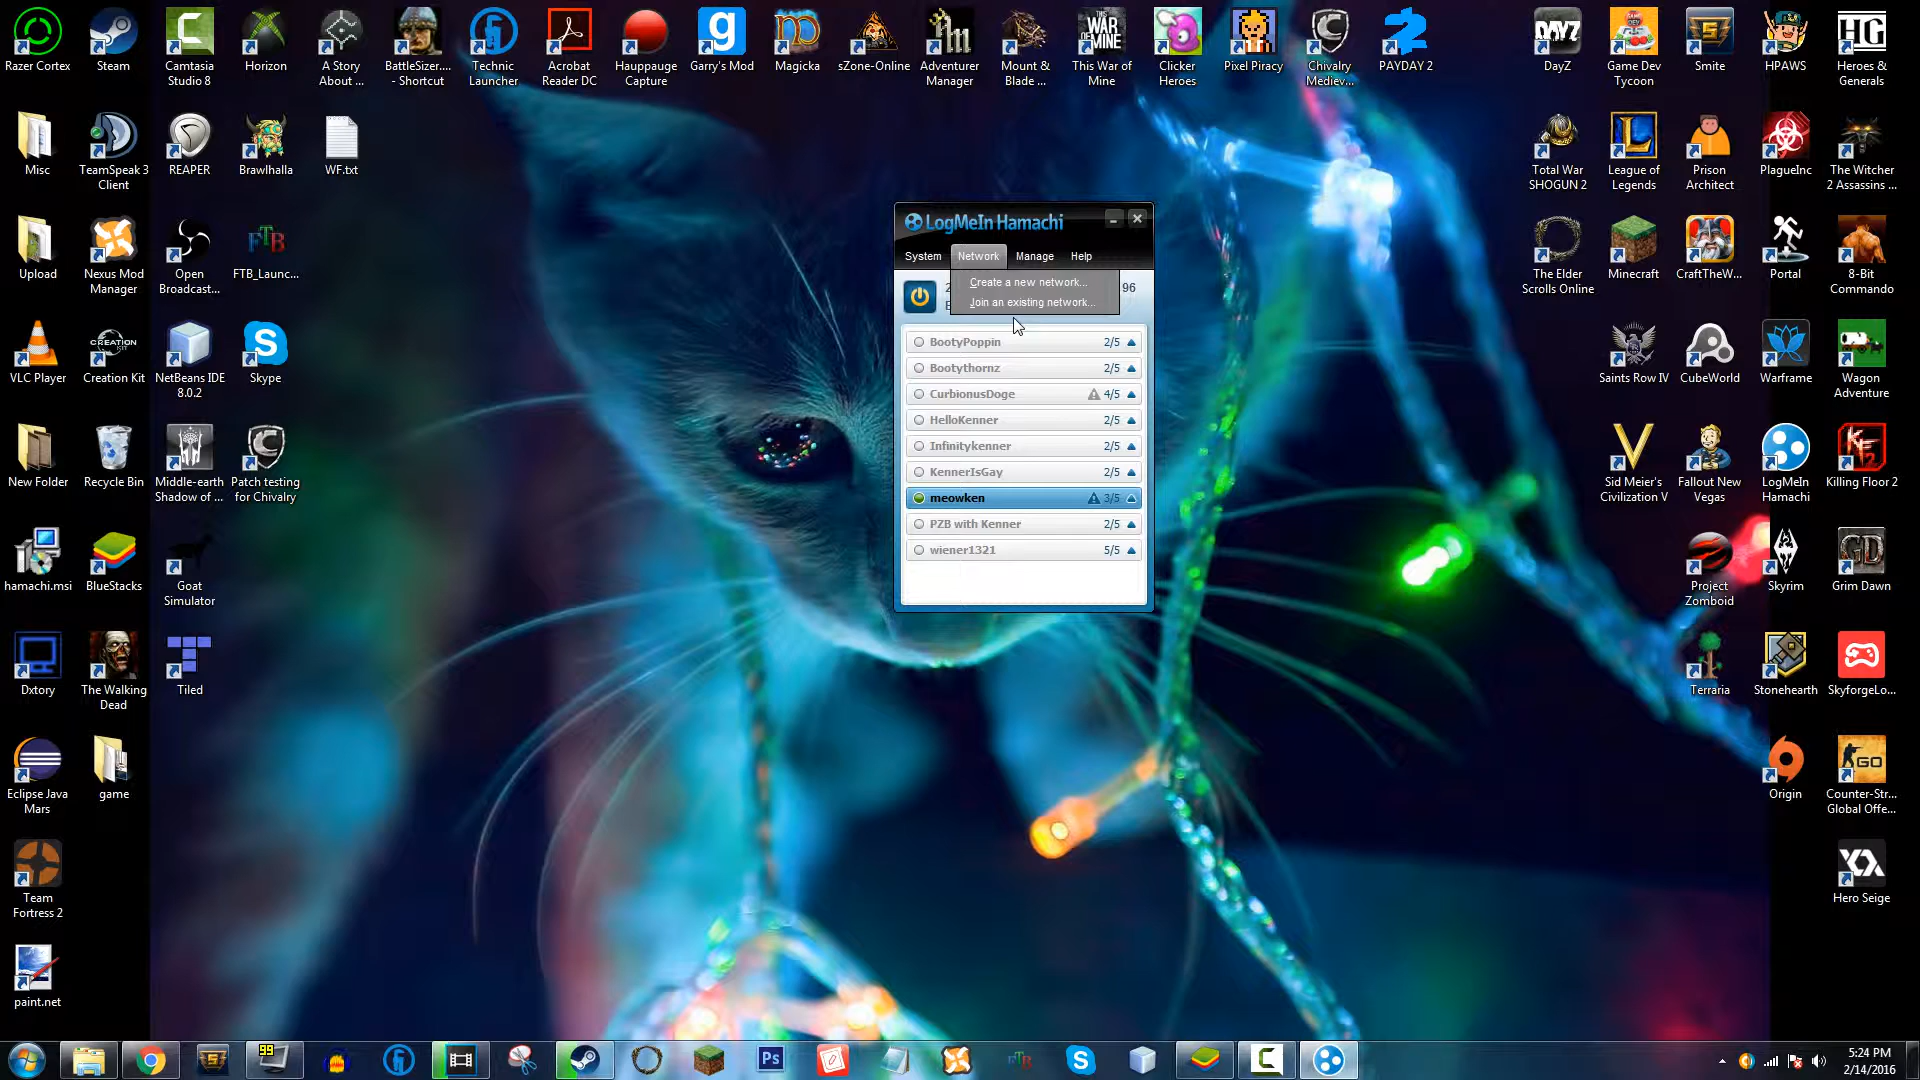 Razer Cortex
Steam
Camtasia
Studio 8
Horizon
A Story
About ...
BattleSizer....
- Shortcut
Technic
Launcher
Acrobat
Reader DC
Hauppauge
Capture
Garry's Mod
Magicka
sZone-Online
Adventurer
Manager
Mount &
Blade ...
This War of
Mine
Clicker
Heroes
Pixel Piracy
Chivalry
Mediev...
PAYDAY 2
DayZ
Game Dev
Tycoon
Smite
HPAWS
Heroes &
Generals
Misc
TeamSpeak 3
Client
REAPER
Brawlhalla
WF.txt
Total War
SHOGUN 2
League of
Legends
Prison
Architect
PlagueInc
The Witcher
2 Assassins ...
Upload
Nexus Mod
Manager
Open
Broadcast...
FTB_Launc...
The Elder
Scrolls Online
Minecraft
CraftTheW...
Portal
8-Bit
Commando
VLC Player
Creation Kit
NetBeans IDE
8.0.2
Skype
Saints Row IV
CubeWorld
Warframe
Wagon
Adventure
New Folder
Recycle Bin
Middle-earth
Shadow of ...
Patch testing
for Chivalry
Sid Meier's
Civilization V
Fallout New
Vegas
LogMeIn
Hamachi
Killing Floor 2
hamachi.msi
BlueStacks
Goat
Simulator
Project
Zomboid
Skyrim
Grim Dawn
Dxtory
The Walking
Dead
Tiled
Terraria
Stonehearth
SkyforgeLo...
Eclipse Java
Mars
game
Origin
Counter-Str...
Global Offe...
Team
Fortress 2
Hero Seige
paint.net
LogMeIn Hamachi
System Network Manage Help
Create a new network...
Join an existing network...
96
BootyPoppin 2/5
Bootythornz 2/5
CurbionusDoge 4/5
HelloKenner 2/5
Infinitykenner 2/5
KennerIsGay 2/5
meowken 3/5
PZB with Kenner 2/5
wiener1321 5/5
99
Ps
5:24 PM
2/14/2016